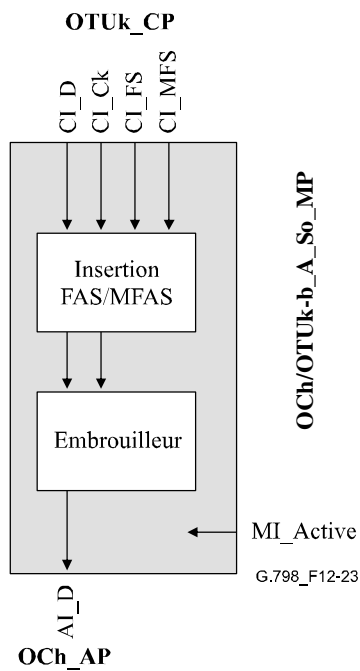 OTUk_CP
CI_D
CI_Ck
CI_FS
CI_MFS
Insertion
FAS/MFAS
Embrouilleur
OCh/OTUk-b_A_So_MP
MI_Active
G.798_F12-23
AI_D
OCh_AP